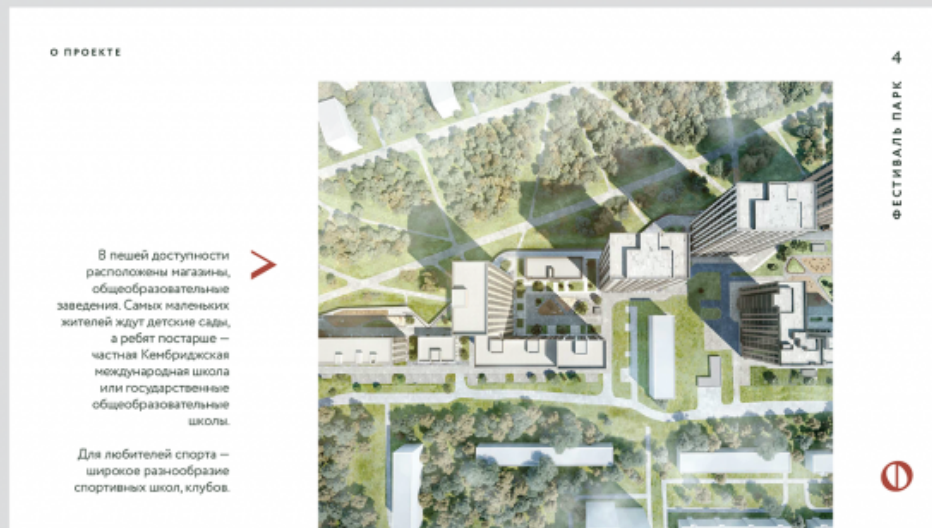 О ПРОЕКТЕ
4
ФЕСТИВАЛЬ ПАРК
В пешей доступности
расположены магазины,
общеобразовательные
заведения. Самых маленьких
жителей ждут детские сады,
а ребят постарше —
частная Кембриджская
международная школа
или государственные
общеобразовательные
школы.
Для любителей спорта —
широкое разнообразие
спортивных школ, клубов.